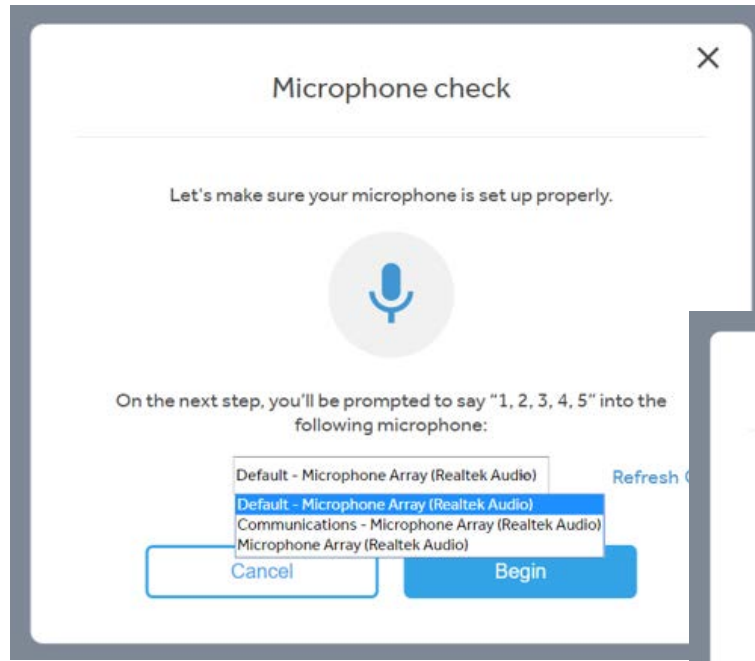 Microphone check
Let's make sure your microphone is set up properly.
On the next step, you'll be prompted to say “1, 2, 3, 4, 5” into the
following microphone:
Default - Microphone Array (Realtek Audio)
Refresh
Default - Microphone Array (Realtek Audio)
Communications - Microphone Array (Realtek Audio)
Microphone Array (Realtek Audio)
Cancel
Begin